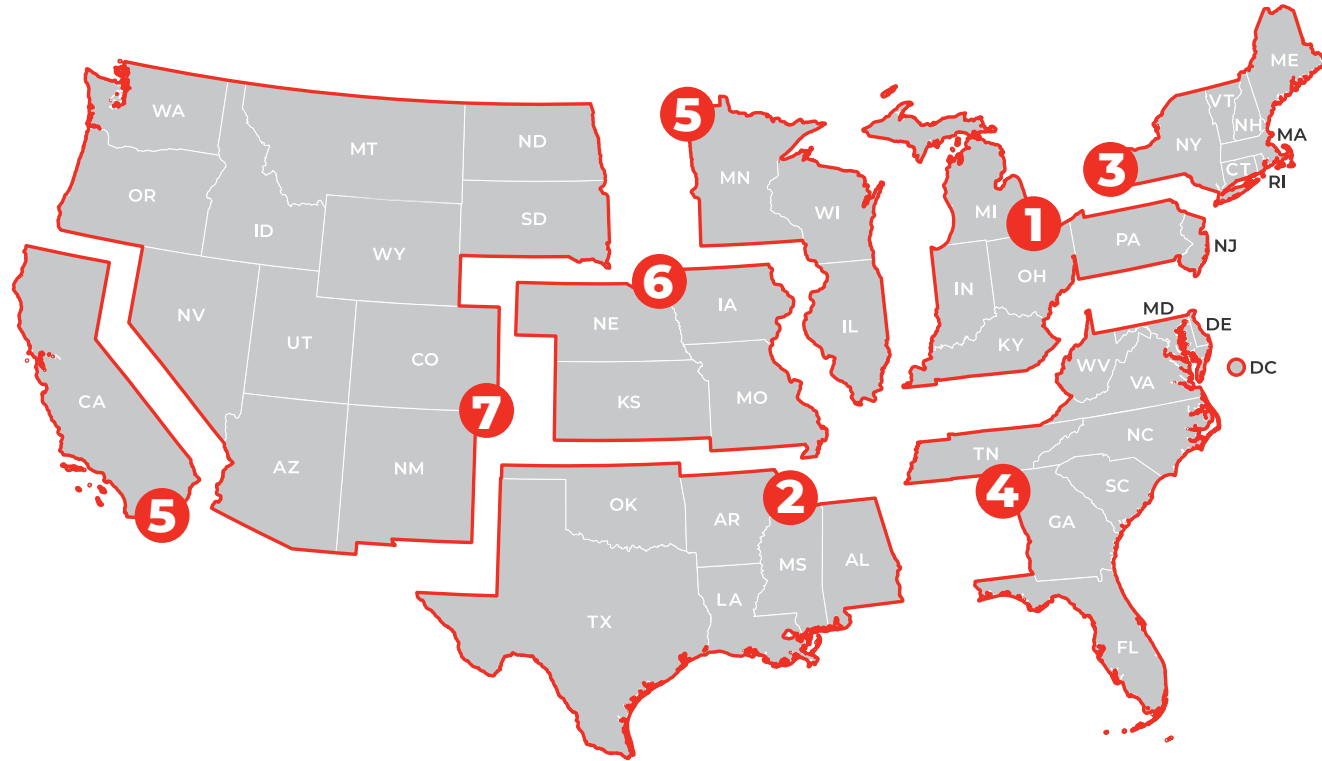 ME
WA
VT
5
NH
MT
ND
MA
NY
MN
3
CT
RI
OR
WI
MI
1
SD
ID
PA
NJ
WY
OH
6
IN
MD
DE
NV
NE
IA
IL
UT
KY
CO
WV
DC
VA
CA
KS
MO
7
NC
TN
AZ
NM
SC
4
2
OK
5
AR
GA
MS
AL
LA
TX
FL